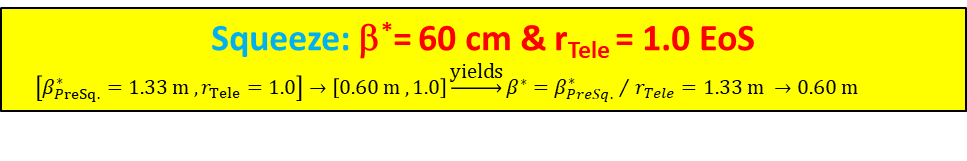 Squeeze: β*= 60 cm & rTele = 1.0 EoS
[β*PreSq. = 1.33 m , rTele = 1.0] → [0.60 m , 1.0] yields→ β* = β*PreSq. / rTele = 1.33 m → 0.60 m